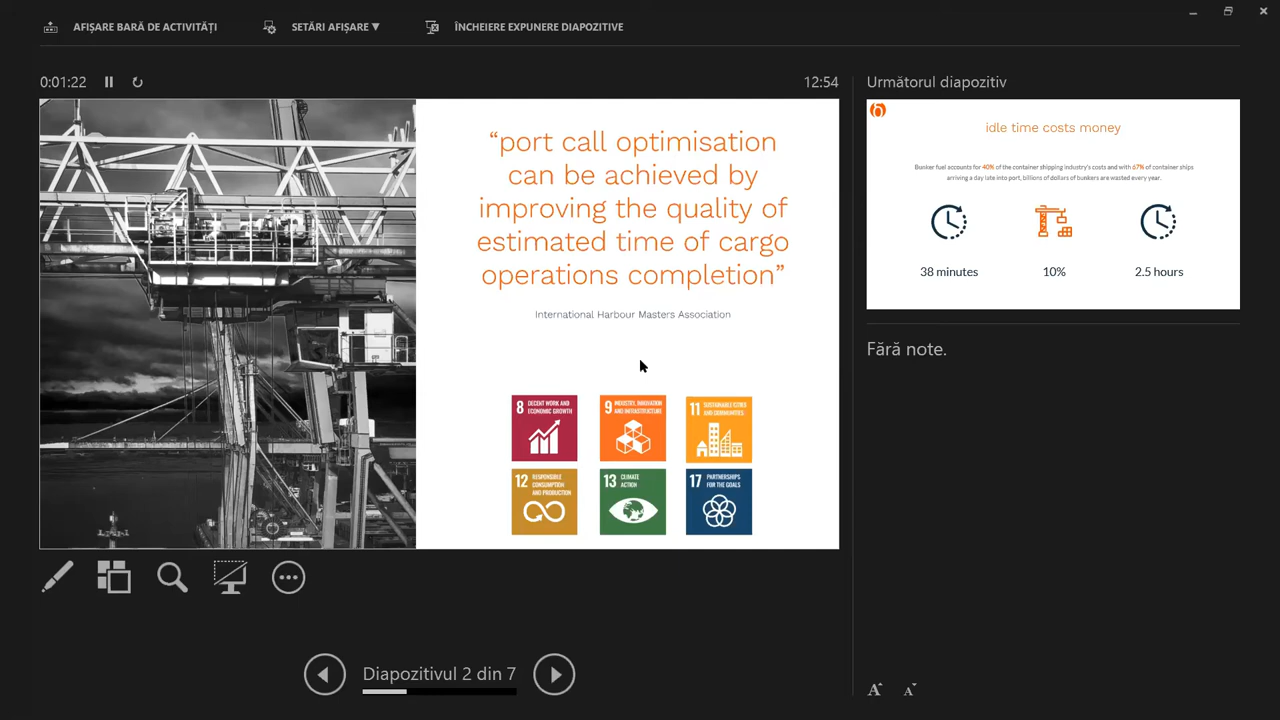 AFIȘARE BARĂ DE ACTIVITĂȚI
SETĂRI AFIȘARE ▼
ÎNCHEIERE EXPUNERE DIAPOZITIVE
0:01:22
12:54
“port call optimisation
can be achieved by
improving the quality of
estimated time of cargo
operations completion”
International Harbour Masters Association
8 DECENT WORK AND
ECONOMIC GROWTH
9 INDUSTRY, INNOVATION
AND INFRASTRUCTURE
11 SUSTAINABLE CITIES
AND COMMUNITIES
12 RESPONSIBLE
CONSUMPTION
AND PRODUCTION
13 CLIMATE
ACTION
17 PARTNERSHIPS
FOR THE GOALS
Diapozitivul 2 din 7
Următorul diapozitiv
idle time costs money
Bunker fuel accounts for 40% of the container shipping industry's costs and with 67% of container ships
arriving a day late into port, billions of dollars of bunkers are wasted every year.
38 minutes
10%
2.5 hours
Fără note.
A
A